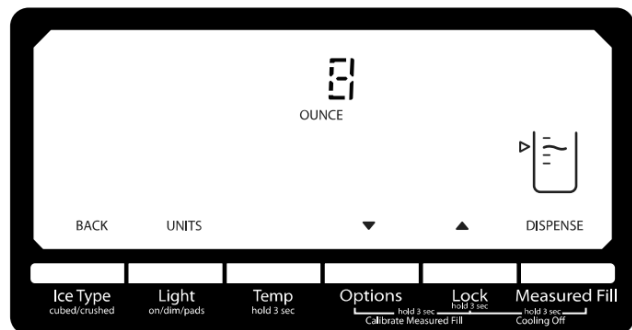 8
OUNCE
BACK UNITS ▼ ▲ DISPENSE
Ice Type Light Temp Options Lock Measured Fill
cubed/crushed on/dim/pads hold 3 sec hold 3 sec hold 3 sec hold 3 sec
Calibrate Measured Fill Cooling Off